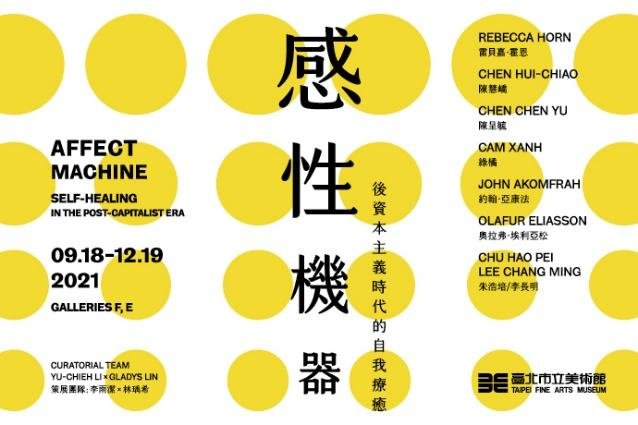 感性機器
後資本主義時代的自我療癒
AFFECT
MACHINE
SELF-HEALING
IN THE POST-CAPITALIST ERA
09.18-12.19
2021
GALLERIES F, E
CURATORIAL TEAM
YU-CHIEH LI × GLADYS LIN
策展團隊: 李雨潔 × 林瑀希
REBECCA HORN
雷貝嘉·霍恩
CHEN HUI-CHIAO
陳慧嶠
CHEN CHEN YU
陳呈毓
CAM XANH
綠橘
JOHN AKOMFRAH
約翰·亞康法
OLAFUR ELIASSON
奧拉弗·埃利亞松
CHU HAO PEI
LEE CHANG MING
朱浩培/李長明
臺北市立美術館
TAIPEI FINE ARTS MUSEUM